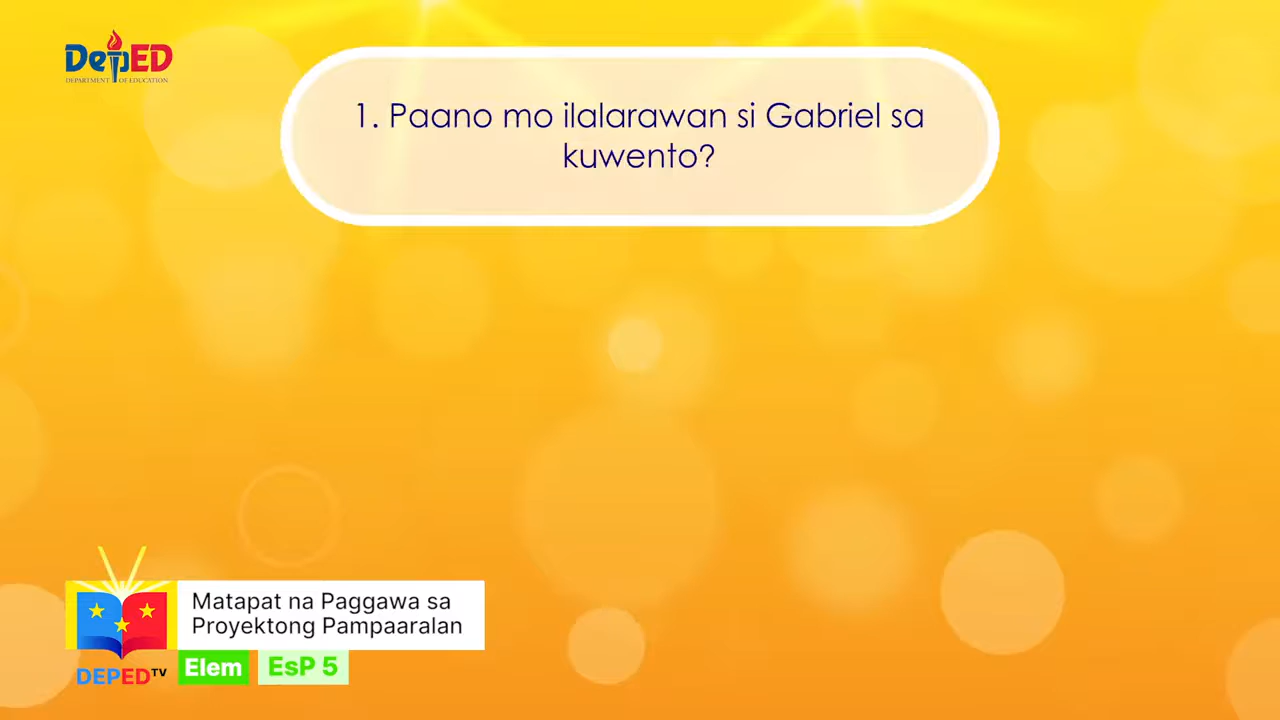 DepED
DEPARTMENT OF EDUCATION
1. Paano mo ilalarawan si Gabriel sa
kuwento?
Matapat na Paggawa sa
Proyektong Pampaaralan
DEPED TV
Elem
EsP 5